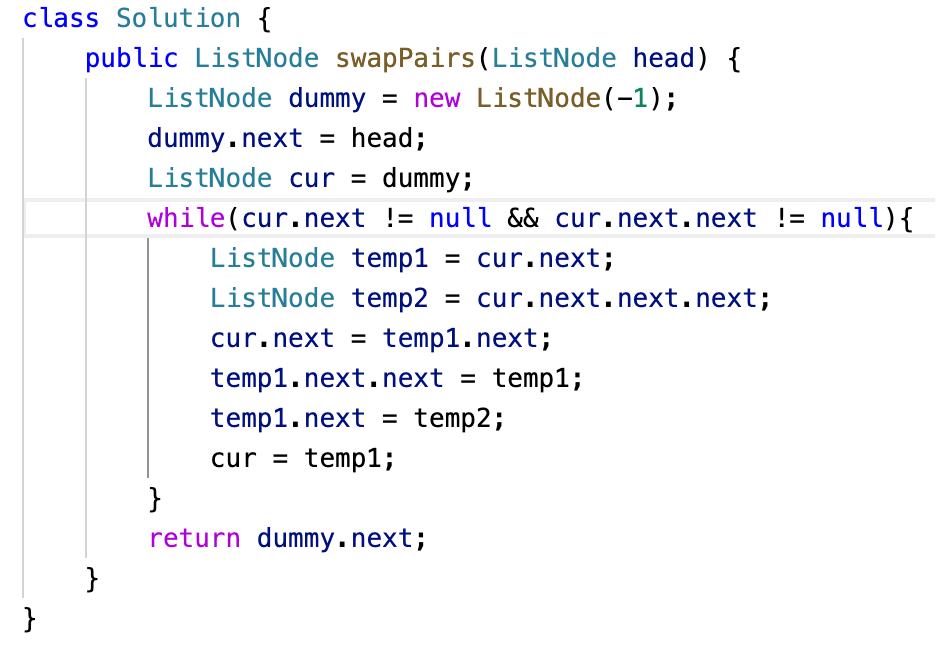 class Solution {
    public ListNode swapPairs(ListNode head) {
        ListNode dummy = new ListNode(-1);
        dummy.next = head;
        ListNode cur = dummy;
        while(cur.next != null && cur.next.next != null){
            ListNode temp1 = cur.next;
            ListNode temp2 = cur.next.next.next;
            cur.next = temp1.next;
            temp1.next.next = temp1;
            temp1.next = temp2;
            cur = temp1;
        }
        return dummy.next;
    }
}